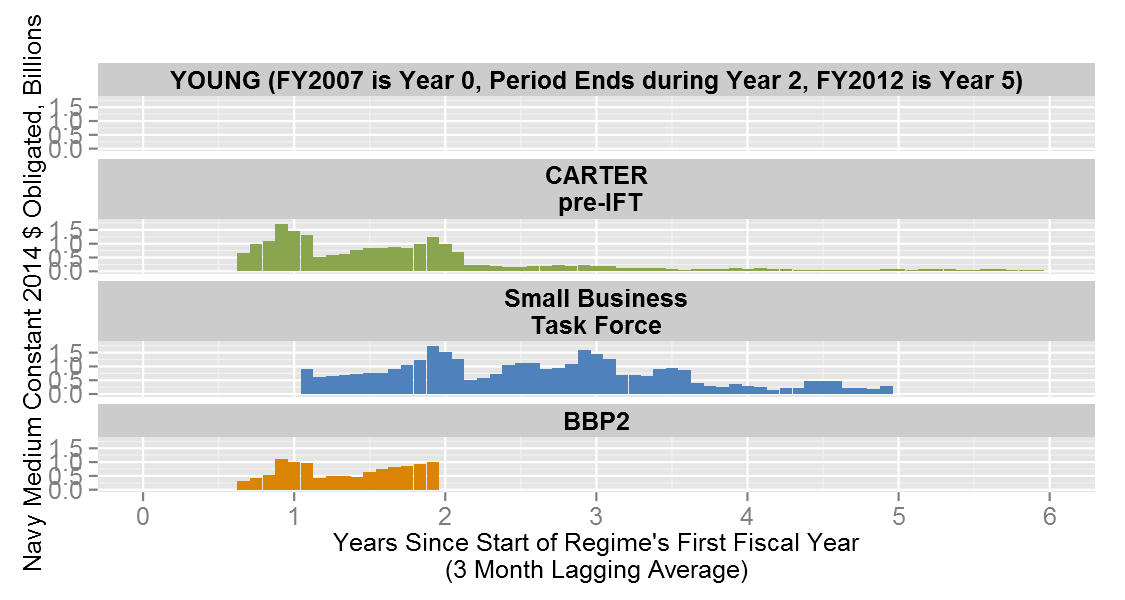 Navy Medium Constant 2014 $ Obligated, Billions
YOUNG (FY2007 is Year 0, Period Ends during Year 2, FY2012 is Year 5)
1.5
1.0
0.5
0.0
CARTER
pre-IFT
1.5
1.0
0.5
0.0
Small Business
Task Force
1.5
1.0
0.5
0.0
BBP2
1.5
1.0
0.5
0.0
0 1 2 3 4 5 6
Years Since Start of Regime's First Fiscal Year
(3 Month Lagging Average)